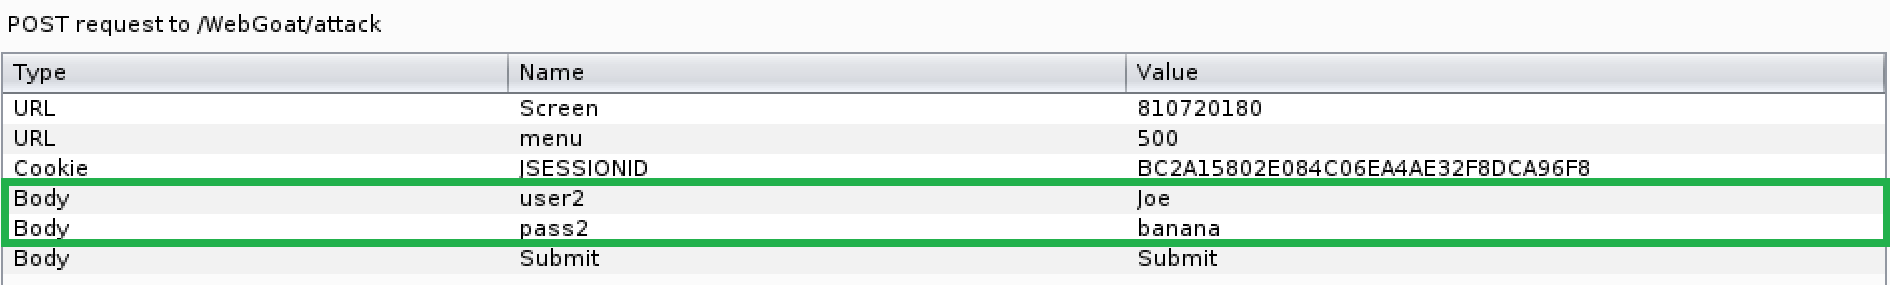 POST request to /WebGoat/attack
Type Name Value
URL Screen 810720180
URL menu 500
Cookie JSESSIONID BC2A15802E084C06EA4AE32F8DCA96F8
Body user2 Joe
Body pass2 banana
Body Submit Submit